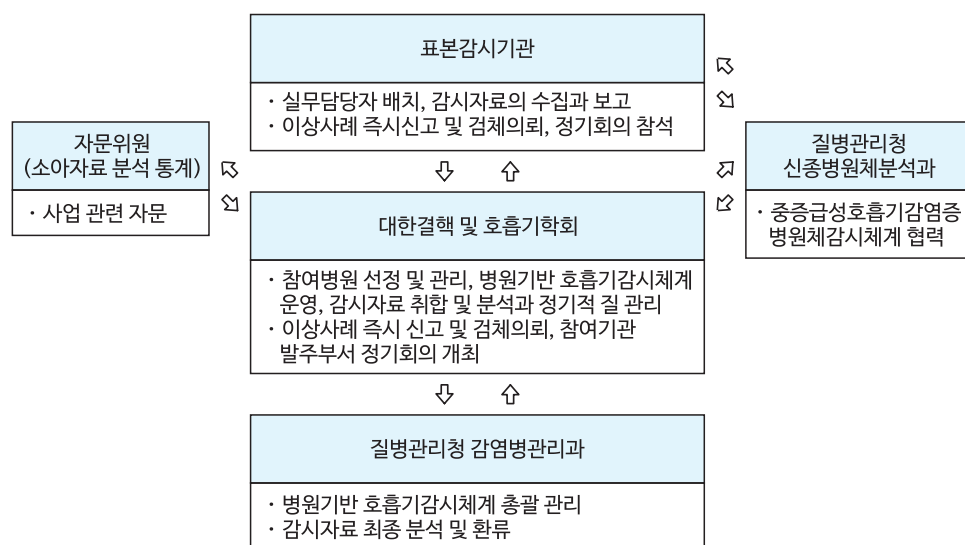 표본감시기관
· 실무담당자 배치, 감시자료의 수집과 보고
· 이상사례 즉시신고 및 검체의뢰, 정기회의 참석
자문위원
(소아자료 분석 통계)
· 사업 관련 자문
질병관리청
신종병원체분석과
· 중증급성호흡기감염증
병원체감시체계 협력
대한결핵 및 호흡기학회
· 참여병원 선정 및 관리, 병원기반 호흡기감시체계
운영, 감시자료 취합 및 분석과 정기적 질 관리
· 이상사례 즉시 신고 및 검체의뢰, 참여기관
발주부서 정기회의 개최
질병관리청 감염병관리과
· 병원기반 호흡기감시체계 총괄 관리
· 감시자료 최종 분석 및 환류